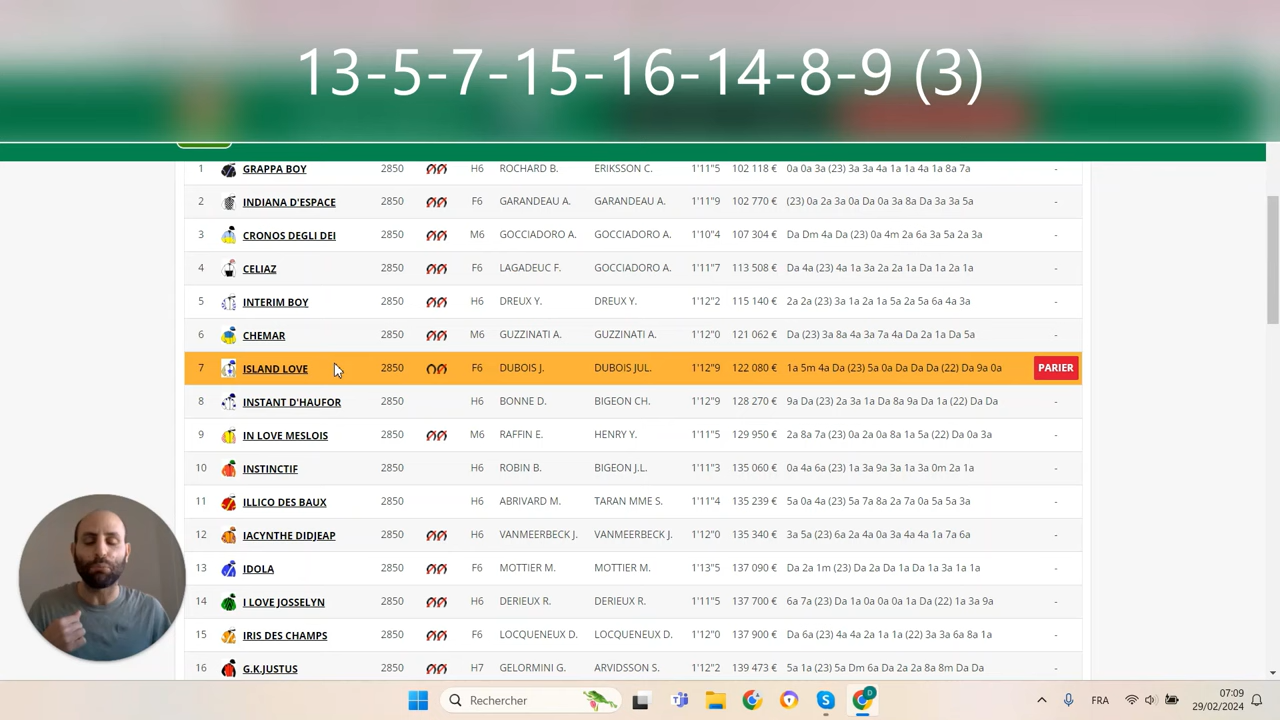 13-5-7-15-16-14-8-9 (3)
1 GRAPPA BOY 2850 H6 ROCHARD B. ERIKSSON C. 1'11"5 102 118 € 0a 0a 3a (23) 3a 3a 4a 1a 1a 4a 1a 8a 7a -
2 INDIANA D'ESPACE 2850 F6 GARANDEAU A. GARANDEAU A. 1'11"9 102 770 € (23) 0a 2a 3a 0a Da 0a 3a 8a Da 3a 3a 5a -
3 CRONOS DEGLI DEI 2850 M6 GOCCIADORO A. GOCCIADORO A. 1'10"4 107 304 € Da Dm 4a Da (23) 0a 4m 2a 6a 3a 5a 2a 3a -
4 CELIAZ 2850 F6 LAGADEUC F. GOCCIADORO A. 1'11"7 113 508 € Da 4a (23) 4a 1a 3a 2a 2a 1a Da 1a 2a 1a -
5 INTERIM BOY 2850 H6 DREUX Y. DREUX Y. 1'12"2 115 140 € 2a 2a (23) 3a 1a 2a 1a 5a 2a 5a 5a 4a 3a -
6 CHEMAR 2850 M6 GUZZINATI A. GUZZINATI A. 1'12"0 121 062 € Da (23) 3a 8a 4a 3a 7a 4a Da 2a 1a Da 5a -
7 ISLAND LOVE 2850 F6 DUBOIS J. DUBOIS JUL. 1'12"9 122 080 € 1a 5m 4a Da (23) 5a 0a Da Da Da (22) Da 9a 0a PARIER
8 INSTANT D'HAUFOR 2850 H6 BONNE D. BIGEON CH. 1'12"9 128 270 € 9a Da (23) 2a 3a 1a Da 8a 9a Da 1a (22) Da Da -
9 IN LOVE MESLOIS 2850 M6 RAFFIN E. HENRY Y. 1'11"5 129 950 € 2a 8a 7a (23) 0a 2a 0a 8a 1a 5a (22) Da 0a 3a -
10 INSTINCTIF 2850 H6 ROBIN B. BIGEON J.L. 1'11"3 135 060 € 0a 4a 6a (23) 1a 3a 9a 3a 1a 3a 0m 2a 1a -
11 ILLICO DES BAUX 2850 H6 ABRIVARD M. TARAN MME S. 1'11"4 135 239 € 5a 0a 4a (23) 5a 7a 8a 2a 7a 0a 5a 5a 3a -
12 IACYNTHE DIDJEAP 2850 H6 VANMEERBECK J. VANMEERBECK J. 1'12"0 135 340 € 3a 5a (23) 6a 2a 4a 0a 3a 4a 4a 1a 7a 6a -
13 IDOLA 2850 F6 MOTTIER M. MOTTIER M. 1'13"5 137 090 € Da 2a 1m (23) Da 2a Da 1a Da 1a 3a 1a 1a -
14 I LOVE JOSSELYN 2850 H6 DERIEUX R. DERIEUX R. 1'11"5 137 700 € 6a 7a (23) Da 1a 0a 0a 0a 1a Da (22) 1a 3a 9a -
15 IRIS DES CHAMPS 2850 F6 LOCQUENEUX D. LOCQUENEUX D. 1'12"0 137 900 € Da 6a (23) 4a 4a 2a 1a 1a (22) 3a 3a 6a 8a 1a -
16 G.K.JUSTUS 2850 H7 GELORMINI G. ARVIDSSON S. 1'12"2 139 473 € 5a 1a (23) 5a Dm 6a Da 2a 2a 8a 8m Da Da -
Rechercher FRA 07:09
29/02/2024